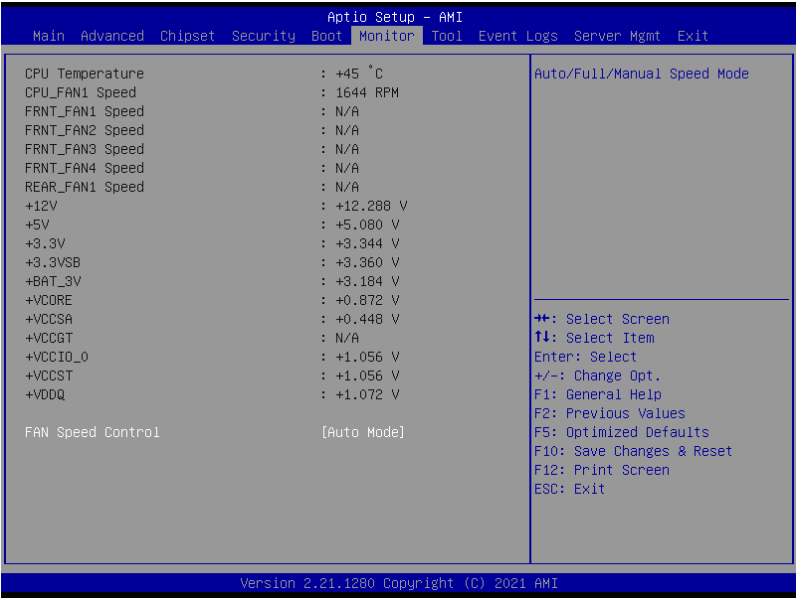 Aptio Setup - AMI
Main Advanced Chipset Security Boot Monitor Tool Event Logs Server Mgmt Exit
CPU Temperature : +45 °C
CPU_FAN1 Speed : 1644 RPM
FRNT_FAN1 Speed : N/A
FRNT_FAN2 Speed : N/A
FRNT_FAN3 Speed : N/A
FRNT_FAN4 Speed : N/A
REAR_FAN1 Speed : N/A
+12V : +12.288 V
+5V : +5.080 V
+3.3V : +3.344 V
+3.3VSB : +3.360 V
+BAT_3V : +3.184 V
+VCORE : +0.872 V
+VCCSA : +0.448 V
+VCCGT : N/A
+VCCIO_0 : +1.056 V
+VCCST : +1.056 V
+VDDQ : +1.072 V
FAN Speed Control [Auto Mode]
Auto/Full/Manual Speed Mode
→←: Select Screen
↑↓: Select Item
Enter: Select
+/-: Change Opt.
F1: General Help
F2: Previous Values
F5: Optimized Defaults
F10: Save Changes & Reset
F12: Print Screen
ESC: Exit
Version 2.21.1280 Copyright (C) 2021 AMI